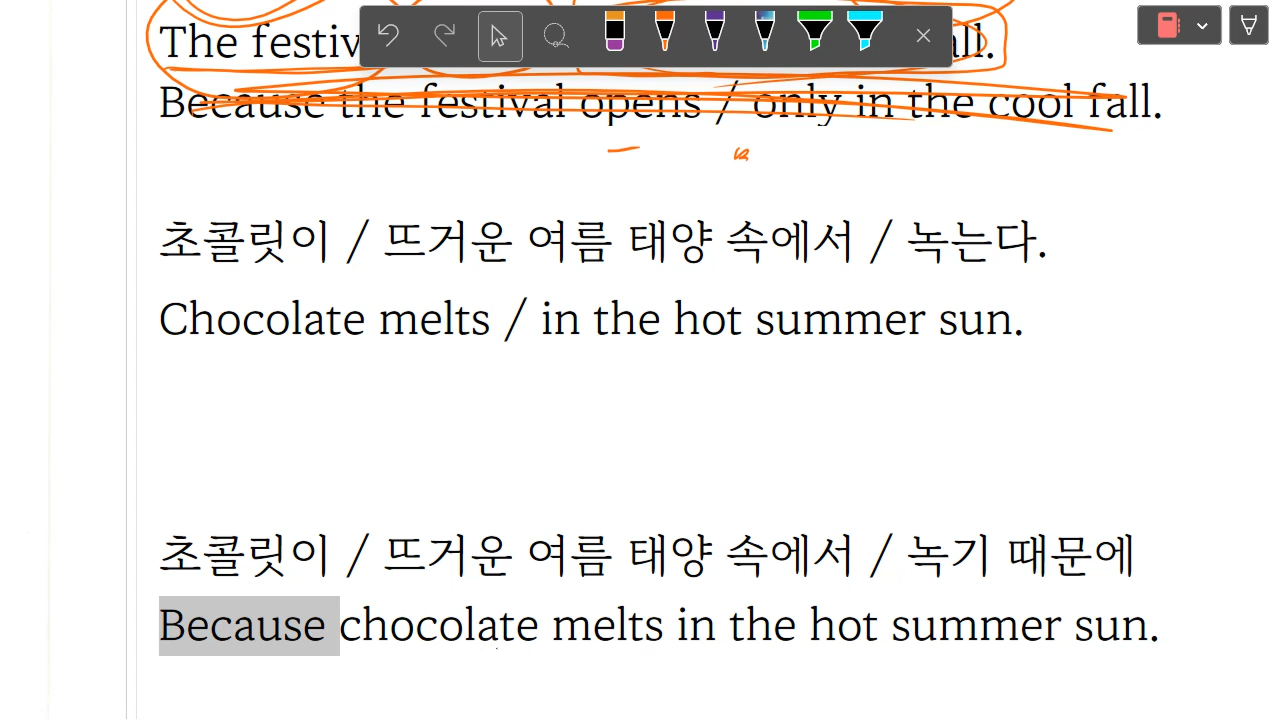 The festiv ll.
Because the festival opens / only in the cool fall.
초콜릿이 / 뜨거운 여름 태양 속에서 / 녹는다.
Chocolate melts / in the hot summer sun.
초콜릿이 / 뜨거운 여름 태양 속에서 / 녹기 때문에
Because chocolate melts in the hot summer sun.